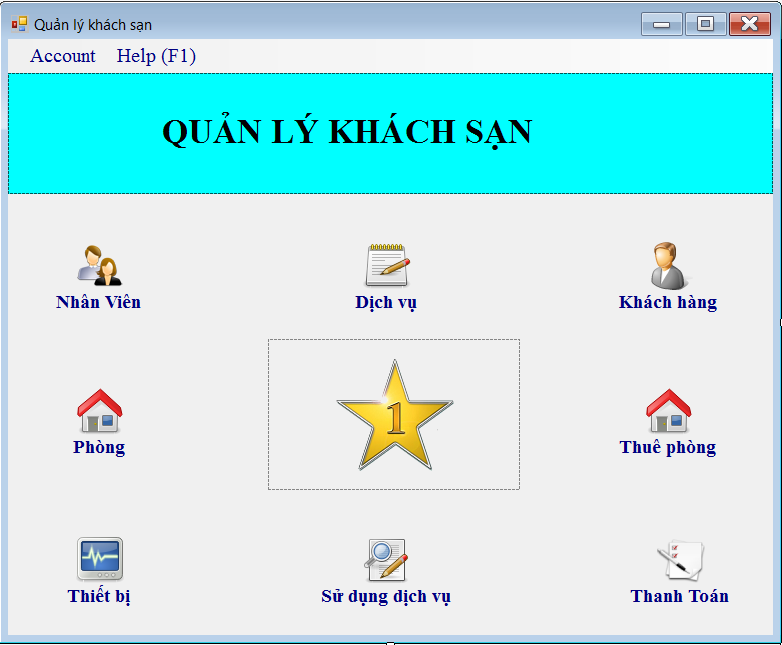 Quản lý khách sạn
Account Help (F1)
QUẢN LÝ KHÁCH SẠN
Nhân Viên
Dịch vụ
Khách hàng
Phòng
1
Thuê phòng
Thiết bị
Sử dụng dịch vụ
Thanh Toán